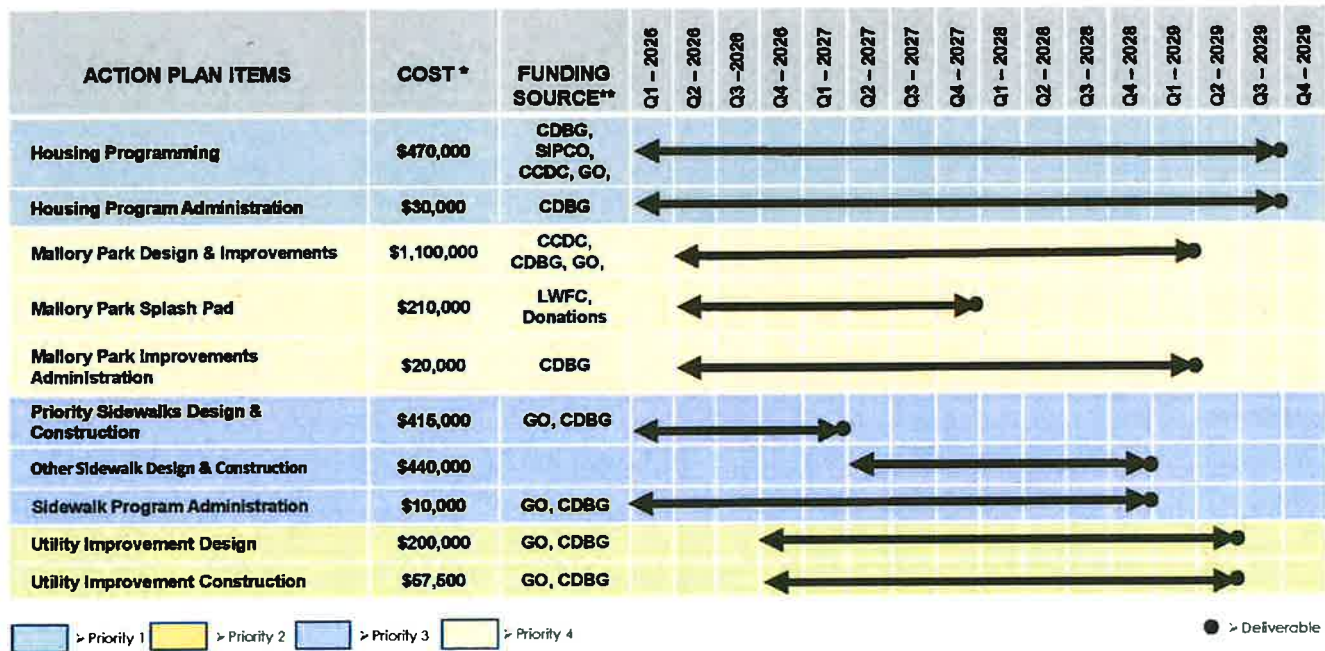 ACTION PLAN ITEMS
COST *
FUNDING
SOURCE**
Q1 – 2026
Q2 – 2026
Q3 –2026
Q4 – 2026
Q1 – 2027
Q2 – 2027
Q3 – 2027
Q4 – 2027
Q1 – 2028
Q2 – 2028
Q3 – 2028
Q4 – 2028
Q1 – 2029
Q2 – 2029
Q3 – 2029
Q4 – 2029
Housing Programming
$470,000
CDBG,
SIPCO,
CCDC, GO,
Housing Program Administration
$30,000
CDBG
Mallory Park Design & Improvements
$1,100,000
CCDC,
CDBG, GO,
Mallory Park Splash Pad
$210,000
LWFC,
Donations
Mallory Park Improvements
Administration
$20,000
CDBG
Priority Sidewalks Design &
Construction
$415,000
GO, CDBG
Other Sidewalk Design & Construction
$440,000
Sidewalk Program Administration
$10,000
GO, CDBG
Utility Improvement Design
$200,000
GO, CDBG
Utility Improvement Construction
$57,500
GO, CDBG
➢ Priority 1
➢ Priority 2
➢ Priority 3
➢ Priority 4
➢ Deliverable